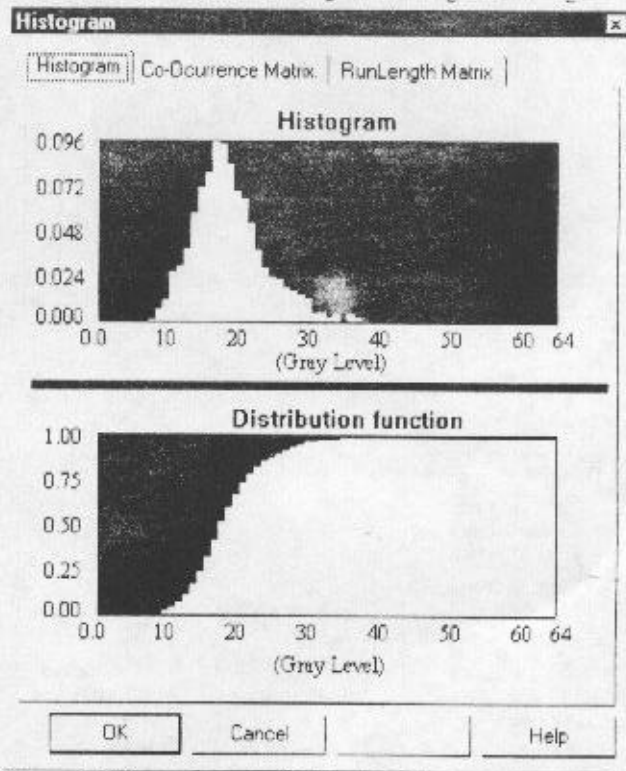 Histogram x
Histogram Co-Ocurrence Matrix RunLength Matrix
Histogram
0.096
0.072
0.048
0.024
0.000
0.0 10 20 30 40 50 60 64
(Gray Level)
Distribution function
1.00
0.75
0.50
0.25
0.00
0.0 10 20 30 40 50 60 64
(Gray Level)
OK Cancel Help